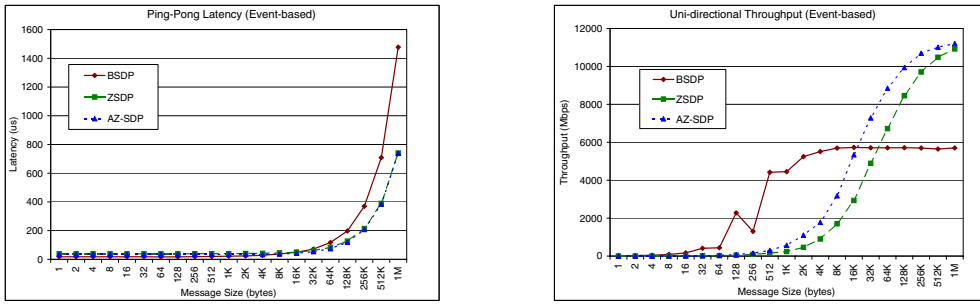 Ping-Pong Latency (Event-based)
1600
1400
1200
1000
800
600
400
200
0
Latency (us)
BSDP
ZSDP
AZ-SDP
1 2 4 8 16 32 64 128 256 512 1K 2K 4K 8K 16K 32K 64K 128K 256K 512K 1M
Message Size (bytes)
Uni-directional Throughput (Event-based)
12000
10000
8000
6000
4000
2000
0
Throughput (Mbps)
BSDP
ZSDP
AZ-SDP
1 2 4 8 16 32 64 128 256 512 1K 2K 4K 8K 16K 32K 64K 128K 256K 512K 1M
Message Size (bytes)